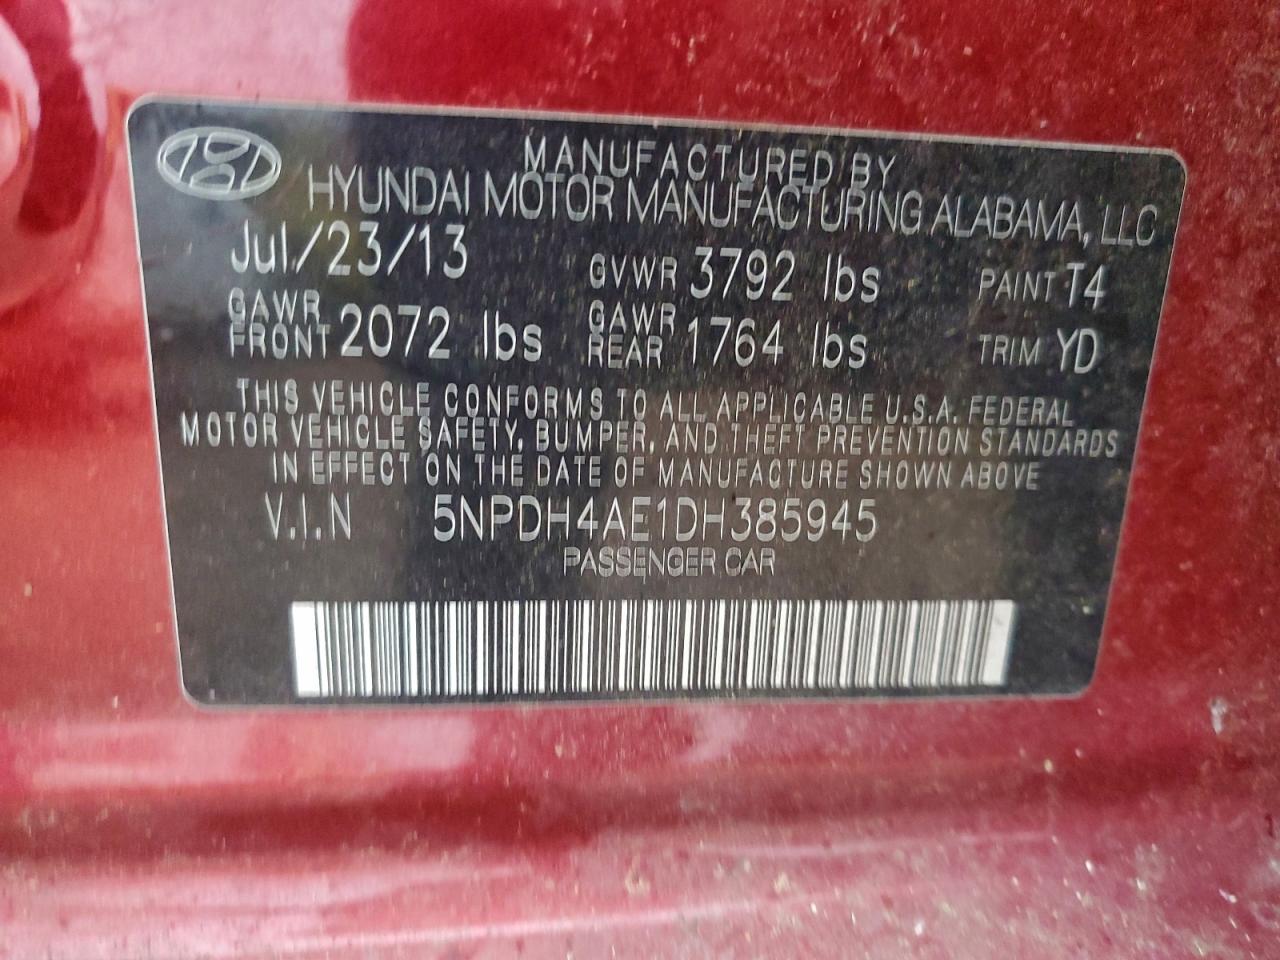 MANUFACTURED BY
HYUNDAI MOTOR MANUFACTURING ALABAMA, LLC
Jul/23/13 GVWR 3792 lbs PAINT T4
GAWR FRONT 2072 lbs GAWR REAR 1764 lbs TRIM YD
THIS VEHICLE CONFORMS TO ALL APPLICABLE U.S.A. FEDERAL
MOTOR VEHICLE SAFETY, BUMPER, AND THEFT PREVENTION STANDARDS
IN EFFECT ON THE DATE OF MANUFACTURE SHOWN ABOVE
V.I.N 5NPDH4AE1DH385945
PASSENGER CAR